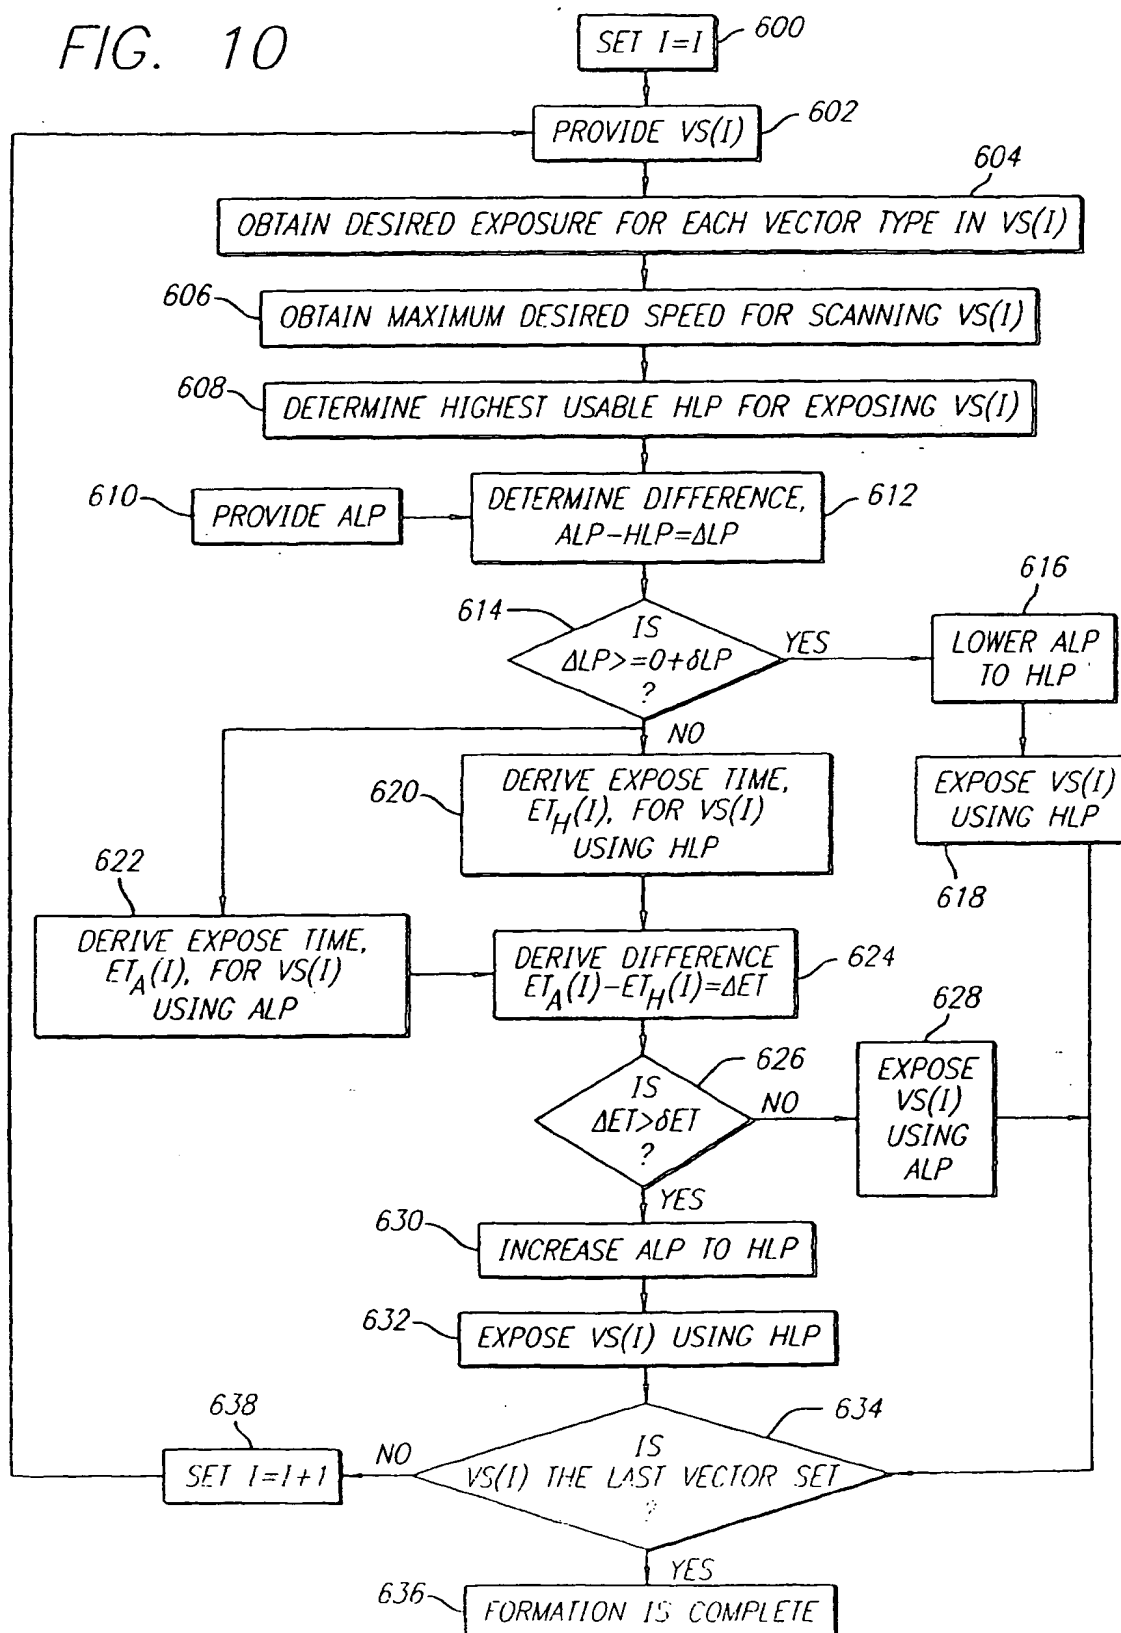 FIG. 10
600
SET I=I
602
PROVIDE VS(I)
604
OBTAIN DESIRED EXPOSURE FOR EACH VECTOR TYPE IN VS(I)
606
OBTAIN MAXIMUM DESIRED SPEED FOR SCANNING VS(I)
608
DETERMINE HIGHEST USABLE HLP FOR EXPOSING VS(I)
610
PROVIDE ALP
612
DETERMINE DIFFERENCE,
ALP-HLP=ΔLP
614
IS
ΔLP>=0+δLP
?
YES
616
LOWER ALP
TO HLP
NO
618
EXPOSE VS(I)
USING HLP
620
DERIVE EXPOSE TIME,
ET_H(I), FOR VS(I)
USING HLP
622
DERIVE EXPOSE TIME,
ET_A(I), FOR VS(I)
USING ALP
624
DERIVE DIFFERENCE
ET_A(I)-ET_H(I)=ΔET
626
IS
ΔET>δET
?
NO
628
EXPOSE
VS(I)
USING
ALP
YES
630
INCREASE ALP TO HLP
632
EXPOSE VS(I) USING HLP
634
IS
VS(I) THE LAST VECTOR SET
?
NO
638
SET I=I+1
YES
636
FORMATION IS COMPLETE